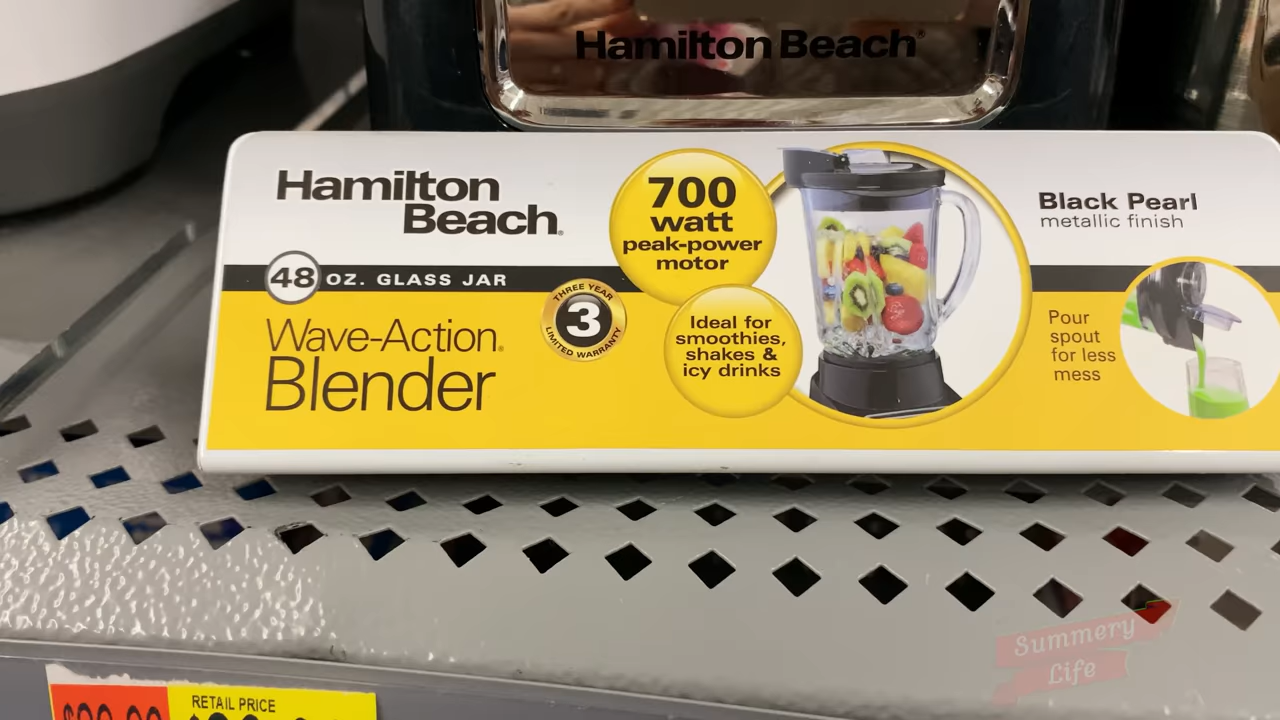 Hamilton Beach®
Hamilton
Beach®
700
watt
peak-power
motor
Black Pearl
metallic finish
48 OZ. GLASS JAR
THREE YEAR
3
LIMITED WARRANTY
Wave-Action®
Blender
Ideal for
smoothies,
shakes &
icy drinks
Pour
spout
for less
mess
Summery
Life
RETAIL PRICE